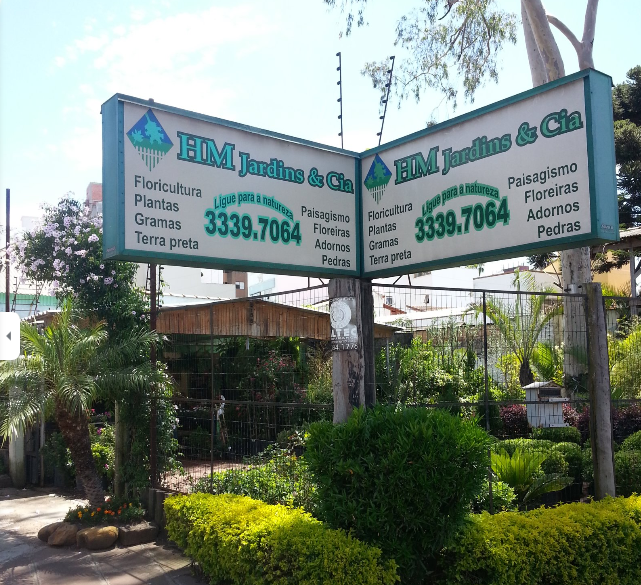 HM Jardins & Cia
Floricultura
Plantas
Gramas
Terra preta
Ligue para a natureza
3339.7064
Paisagismo
Floreiras
Adornos
Pedras
HM Jardins & Cia
Floricultura
Plantas
Gramas
Terra preta
Ligue para a natureza
3339.7064
Paisagismo
Floreiras
Adornos
Pedras